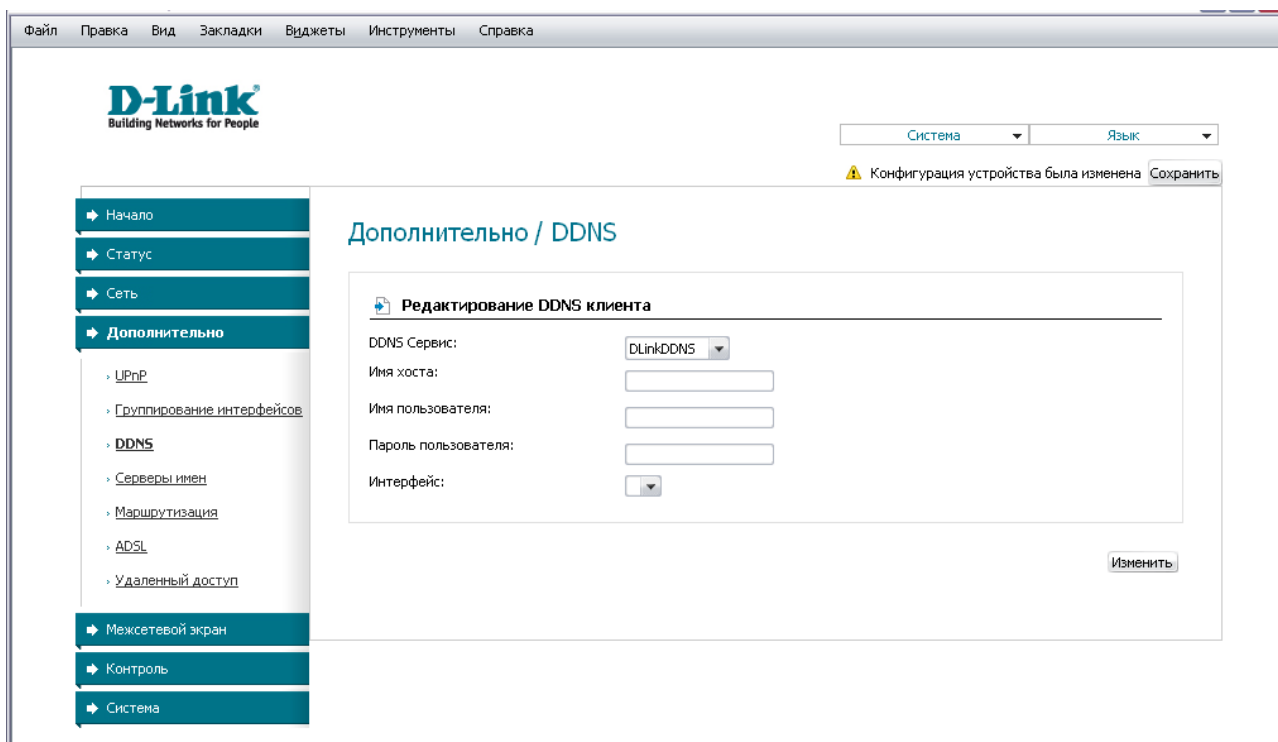 Файл Правка Вид Закладки Виджеты Инструменты Справка
D-Link
Building Networks for People
Система Язык
Конфигурация устройства была изменена Сохранить
Начало
Статус
Сеть
Дополнительно
UPnP
Группирование интерфейсов
DDNS
Серверы имен
Маршрутизация
ADSL
Удаленный доступ
Межсетевой экран
Контроль
Система
Дополнительно / DDNS
Редактирование DDNS клиента
DDNS Сервис: DLinkDDNS
Имя хоста:
Имя пользователя:
Пароль пользователя:
Интерфейс:
Изменить